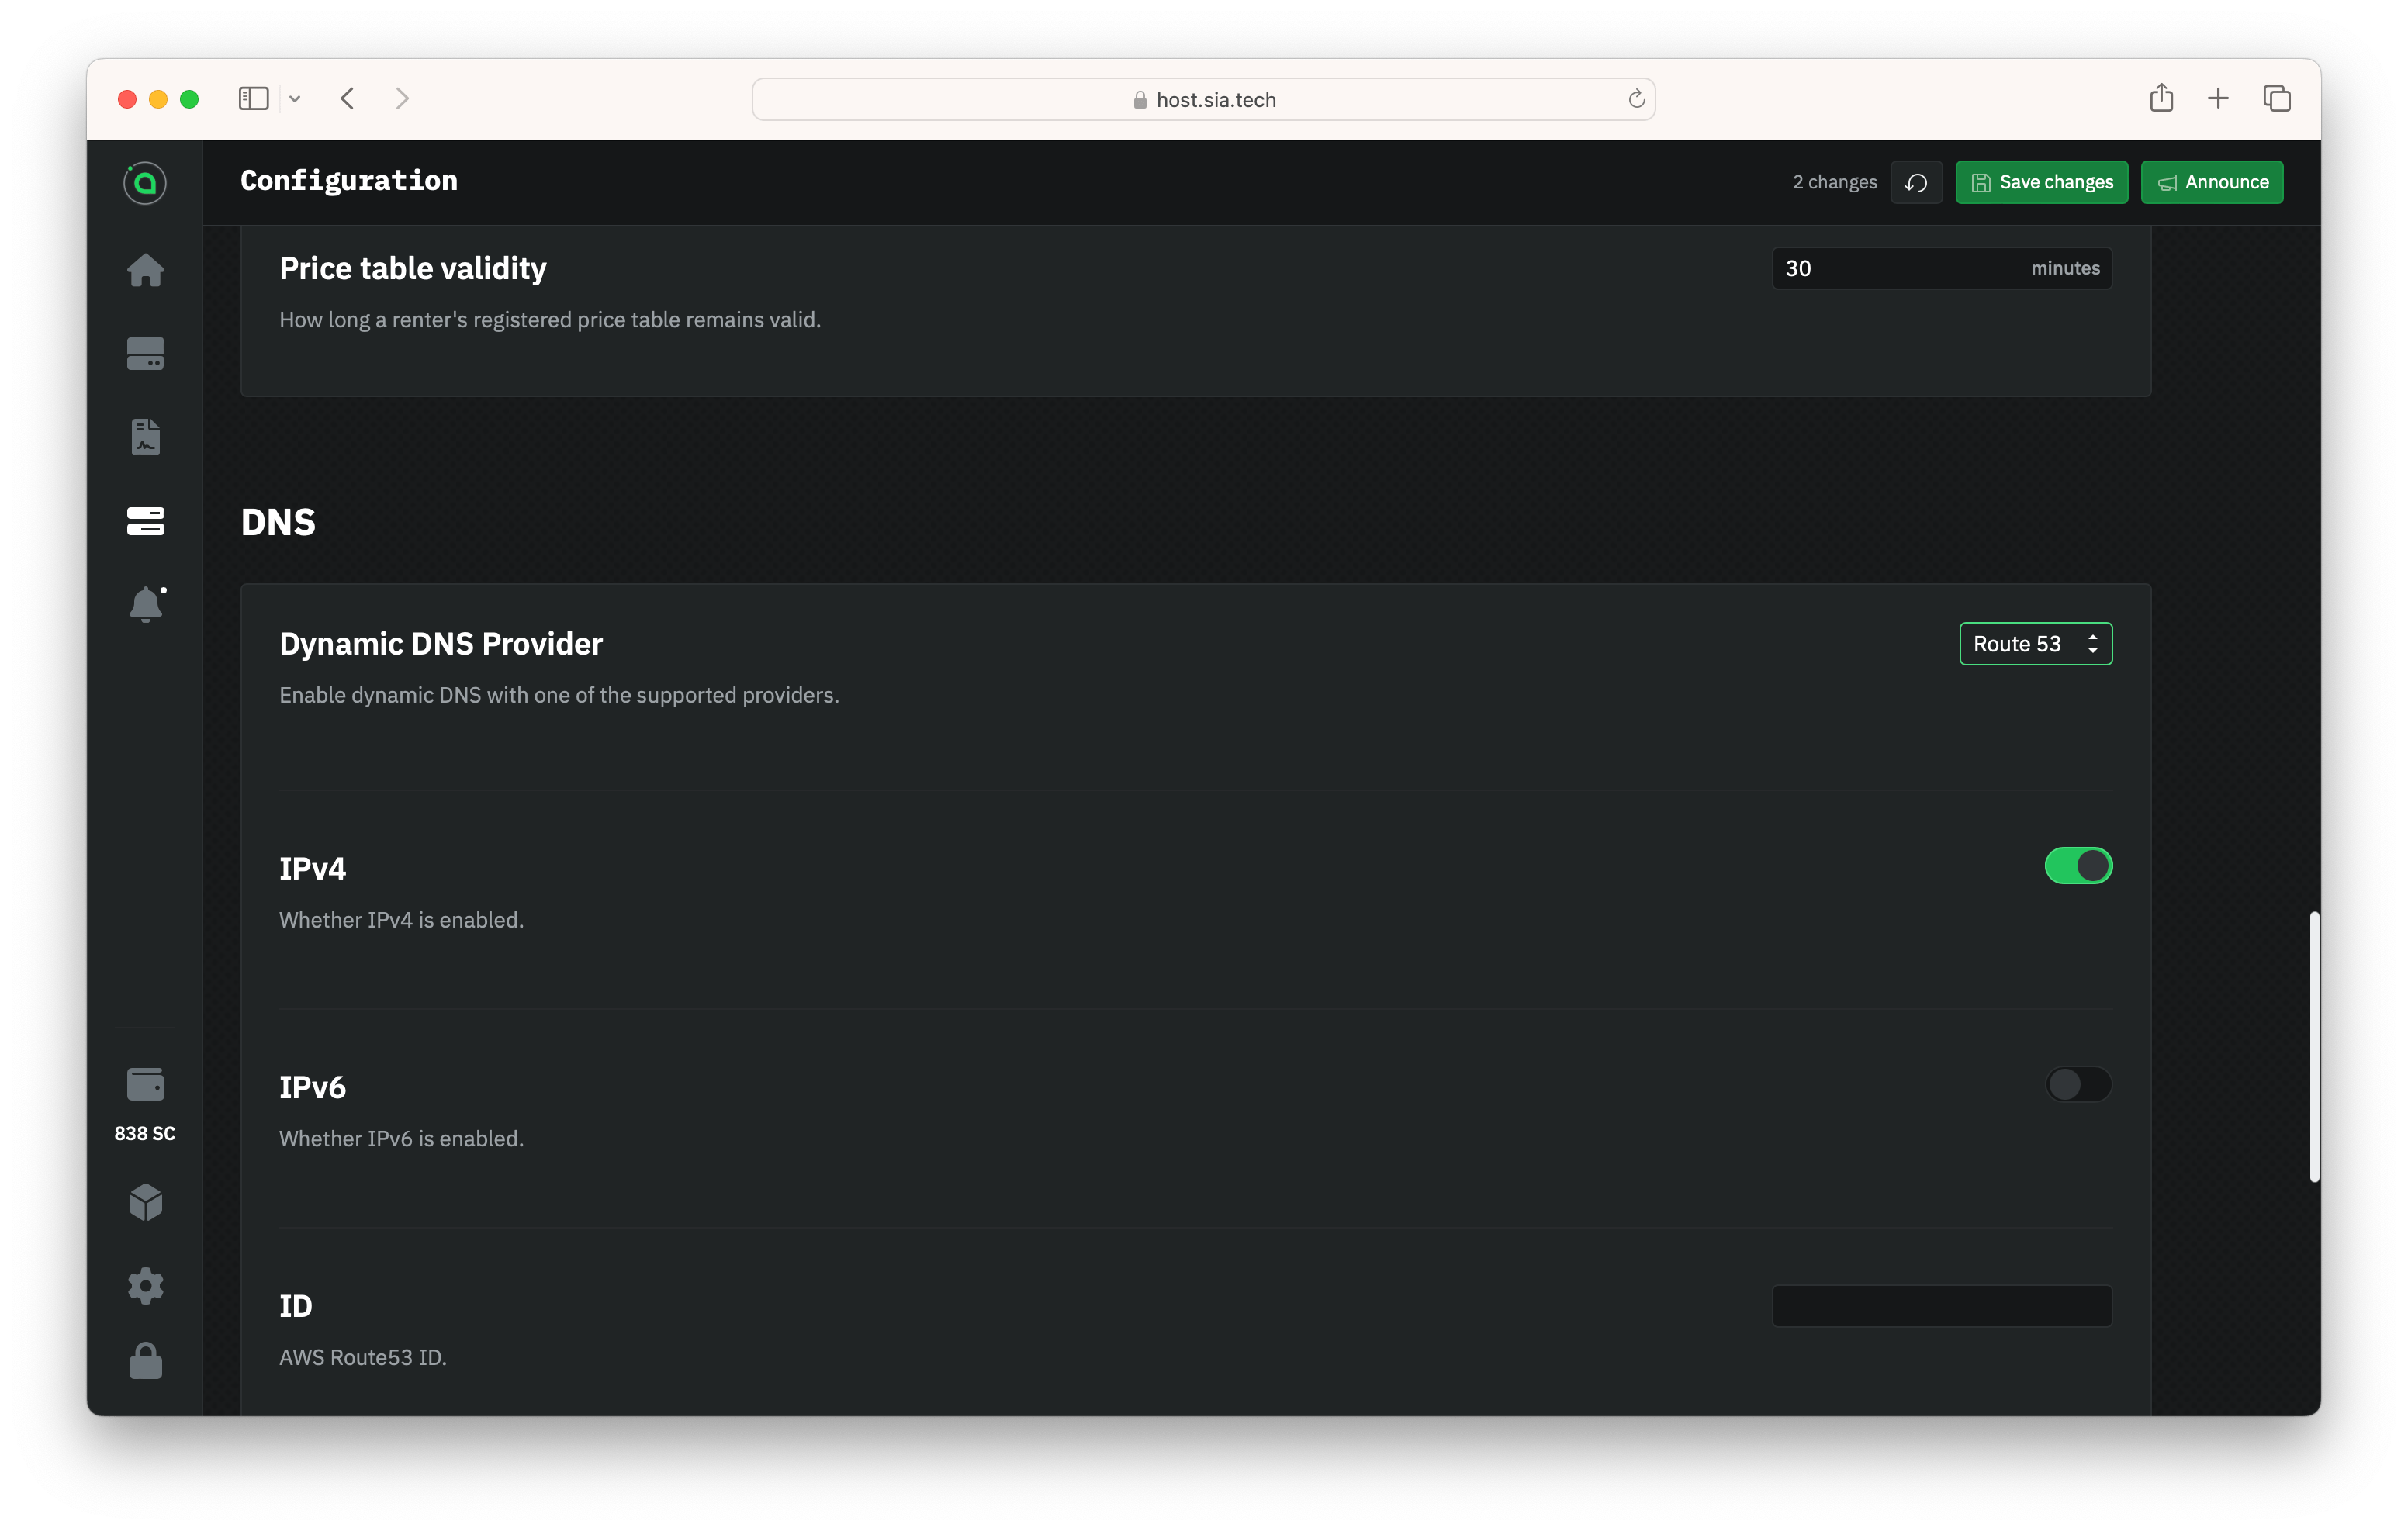 host.sia.tech
Configuration
2 changes
Save changes
Announce
Price table validity
30 minutes
How long a renter's registered price table remains valid.
DNS
Dynamic DNS Provider
Route 53
Enable dynamic DNS with one of the supported providers.
IPv4
Whether IPv4 is enabled.
IPv6
Whether IPv6 is enabled.
838 SC
ID
AWS Route53 ID.